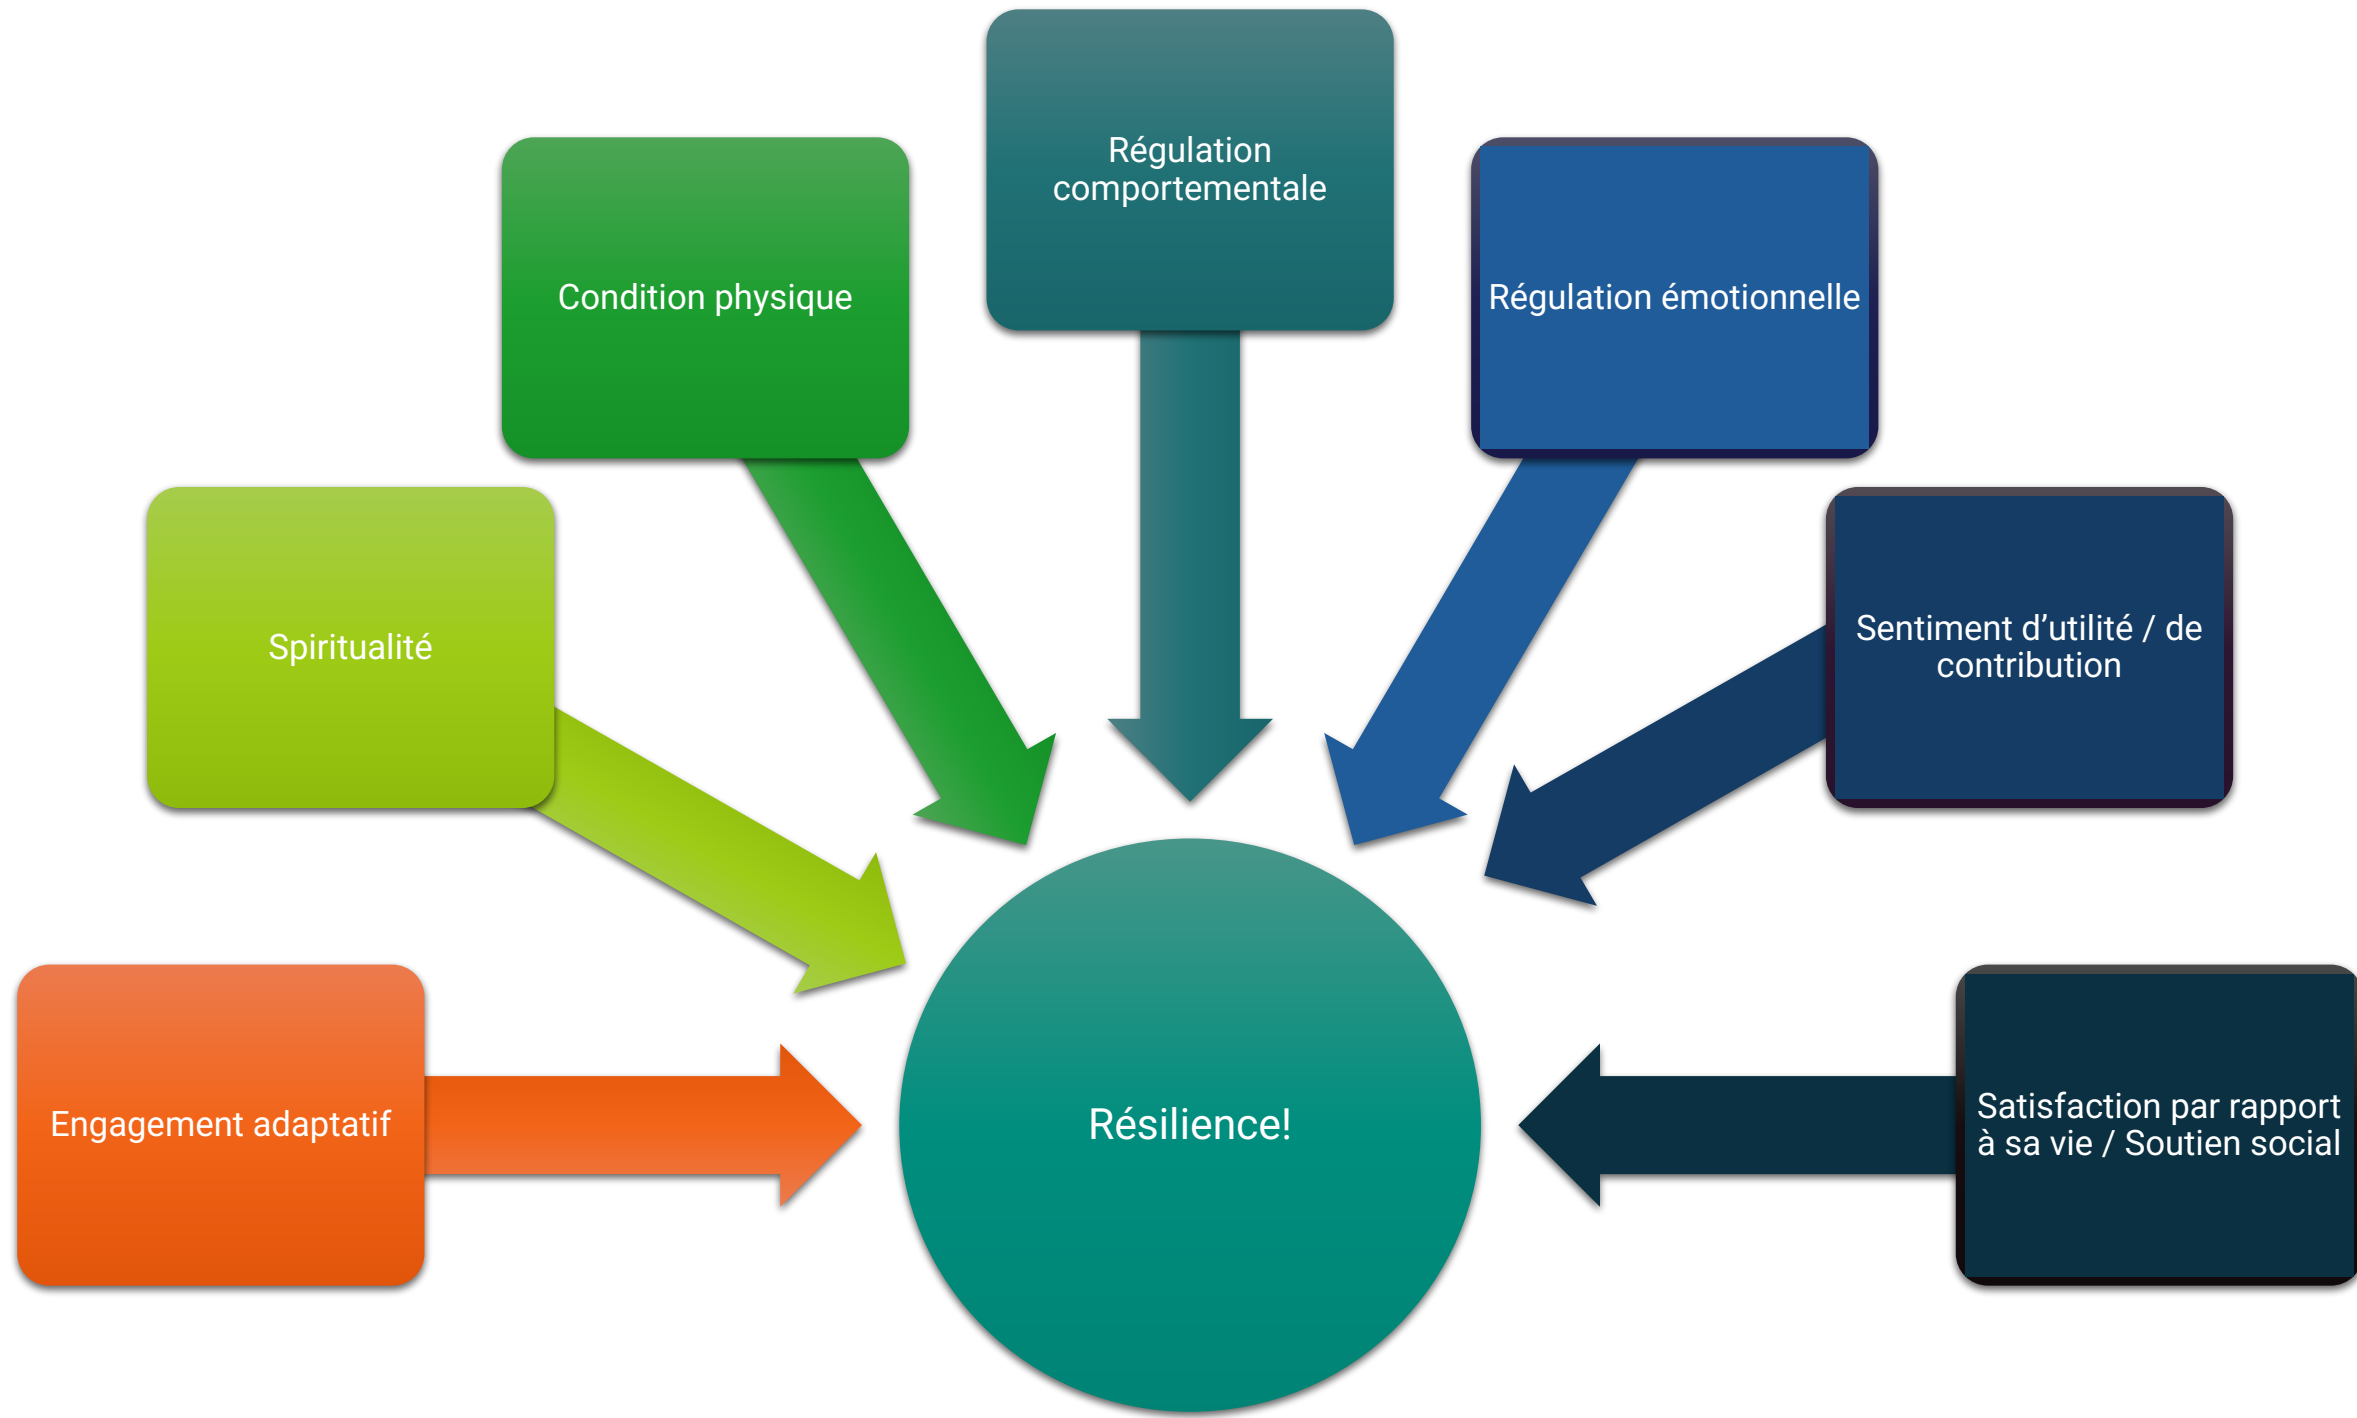 Régulation
comportementale
Condition physique
Régulation émotionnelle
Spiritualité
Sentiment d’utilité / de
contribution
Engagement adaptatif
Résilience!
Satisfaction par rapport
à sa vie / Soutien social